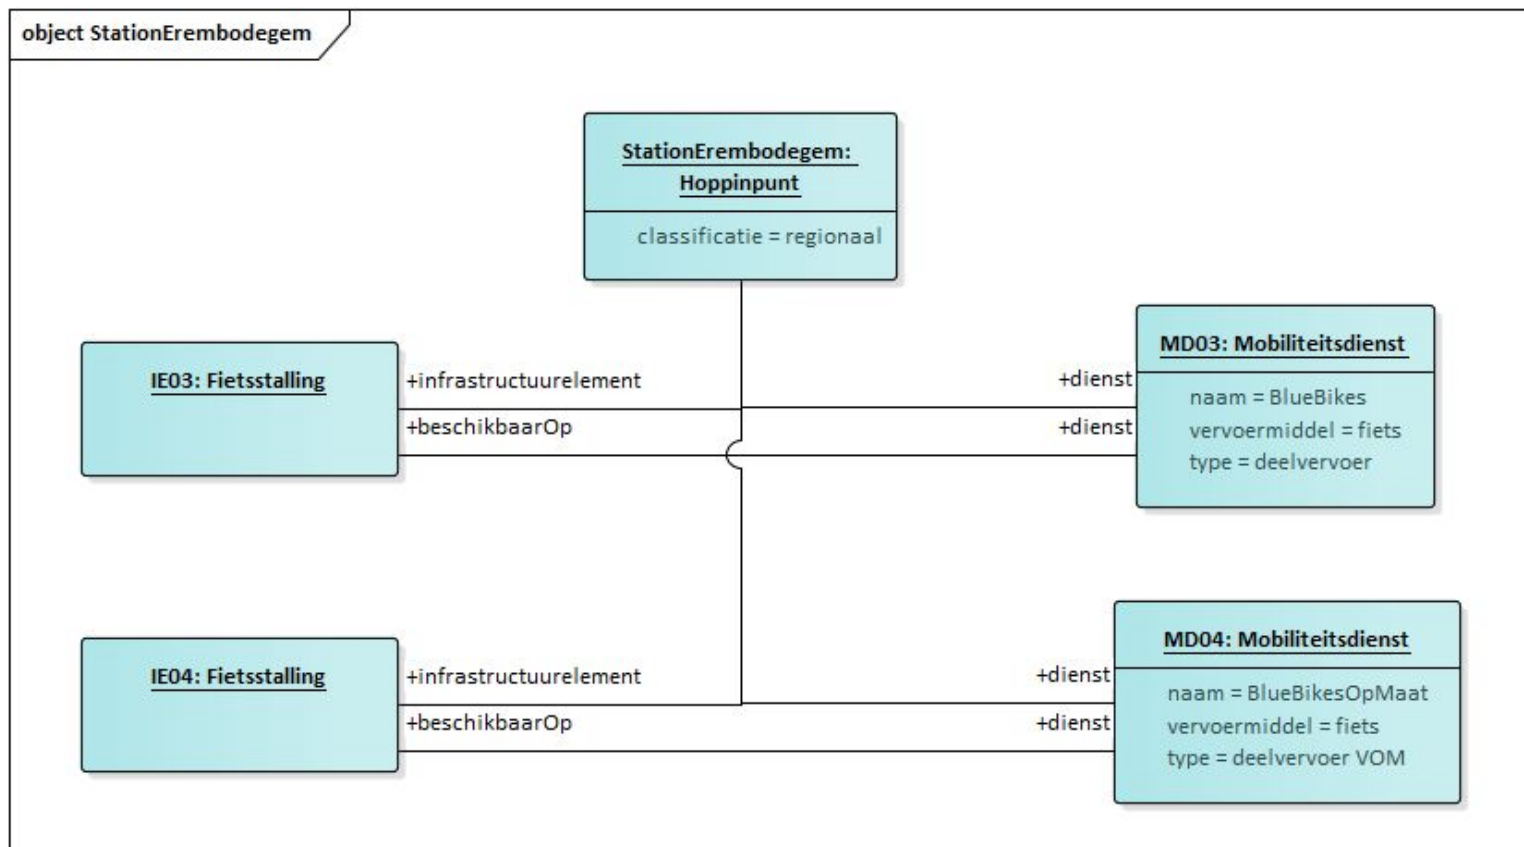 object StationErembodegem
StationErembodegem:
Hoppinpunt
classificatie = regionaal
IE03: Fietsstalling
+infrastructuurelement
+beschikbaarOp
+dienst
+dienst
MD03: Mobiliteitsdienst
naam = BlueBikes
vervoermiddel = fiets
type = deelvervoer
IE04: Fietsstalling
+infrastructuurelement
+beschikbaarOp
+dienst
+dienst
MD04: Mobiliteitsdienst
naam = BlueBikesOpMaat
vervoermiddel = fiets
type = deelvervoer VOM